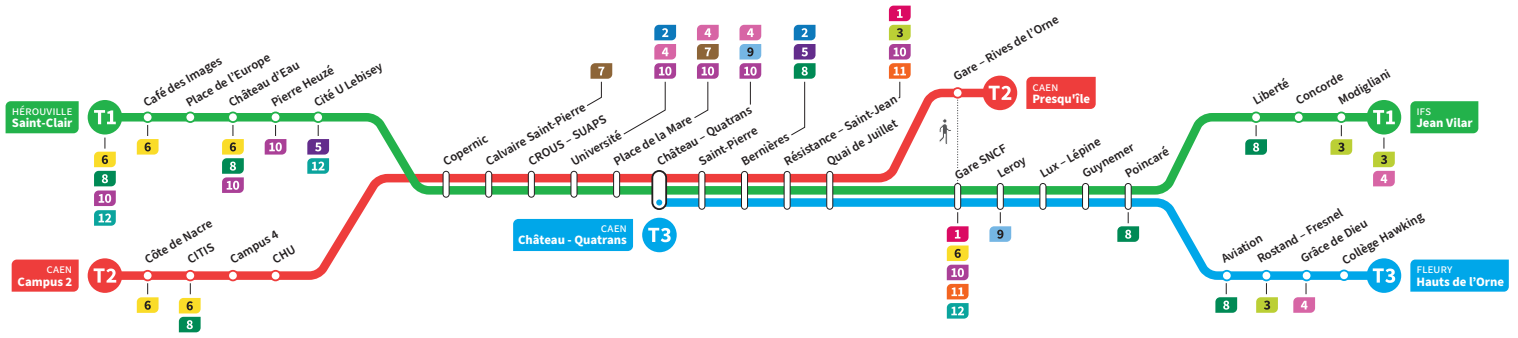 HÉROUVILLE
Saint-Clair
T1
6
8
10
12
Café des Images
6
Place de l'Europe
Château d'Eau
6
8
10
Pierre Heuzé
10
Cité U Lebisey
5
12
CAEN
Campus 2
T2
Côte de Nacre
6
CITIS
6
8
Campus 4
CHU
Copernic
Calvaire Saint-Pierre
7
CROUS – SUAPS
Université
2
4
10
Place de la Mare
4
7
10
Château – Quatrans
4
9
10
CAEN
Château - Quatrans
T3
Saint-Pierre
Bernières
2
5
8
Résistance – Saint-Jean
1
3
10
11
Quai de Juillet
Gare – Rives de l'Orne
T2
CAEN
Presqu'île
Gare SNCF
1
6
10
11
12
Leroy
9
Lux – Lépine
Guynemer
Poincaré
8
Liberté
8
Concorde
Modigliani
3
T1
3
4
IFS
Jean Vilar
Aviation
8
Rostand – Fresnel
3
Grâce de Dieu
4
Collège Hawking
T3
FLEURY
Hauts de l'Orne